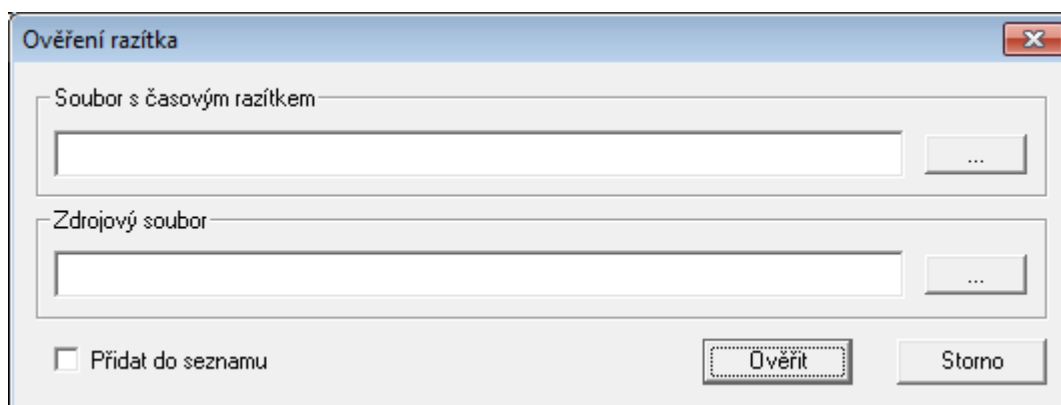 Ověření razítka
Soubor s časovým razítkem
...
Zdrojový soubor
...
Přidat do seznamu
Ověřit
Storno